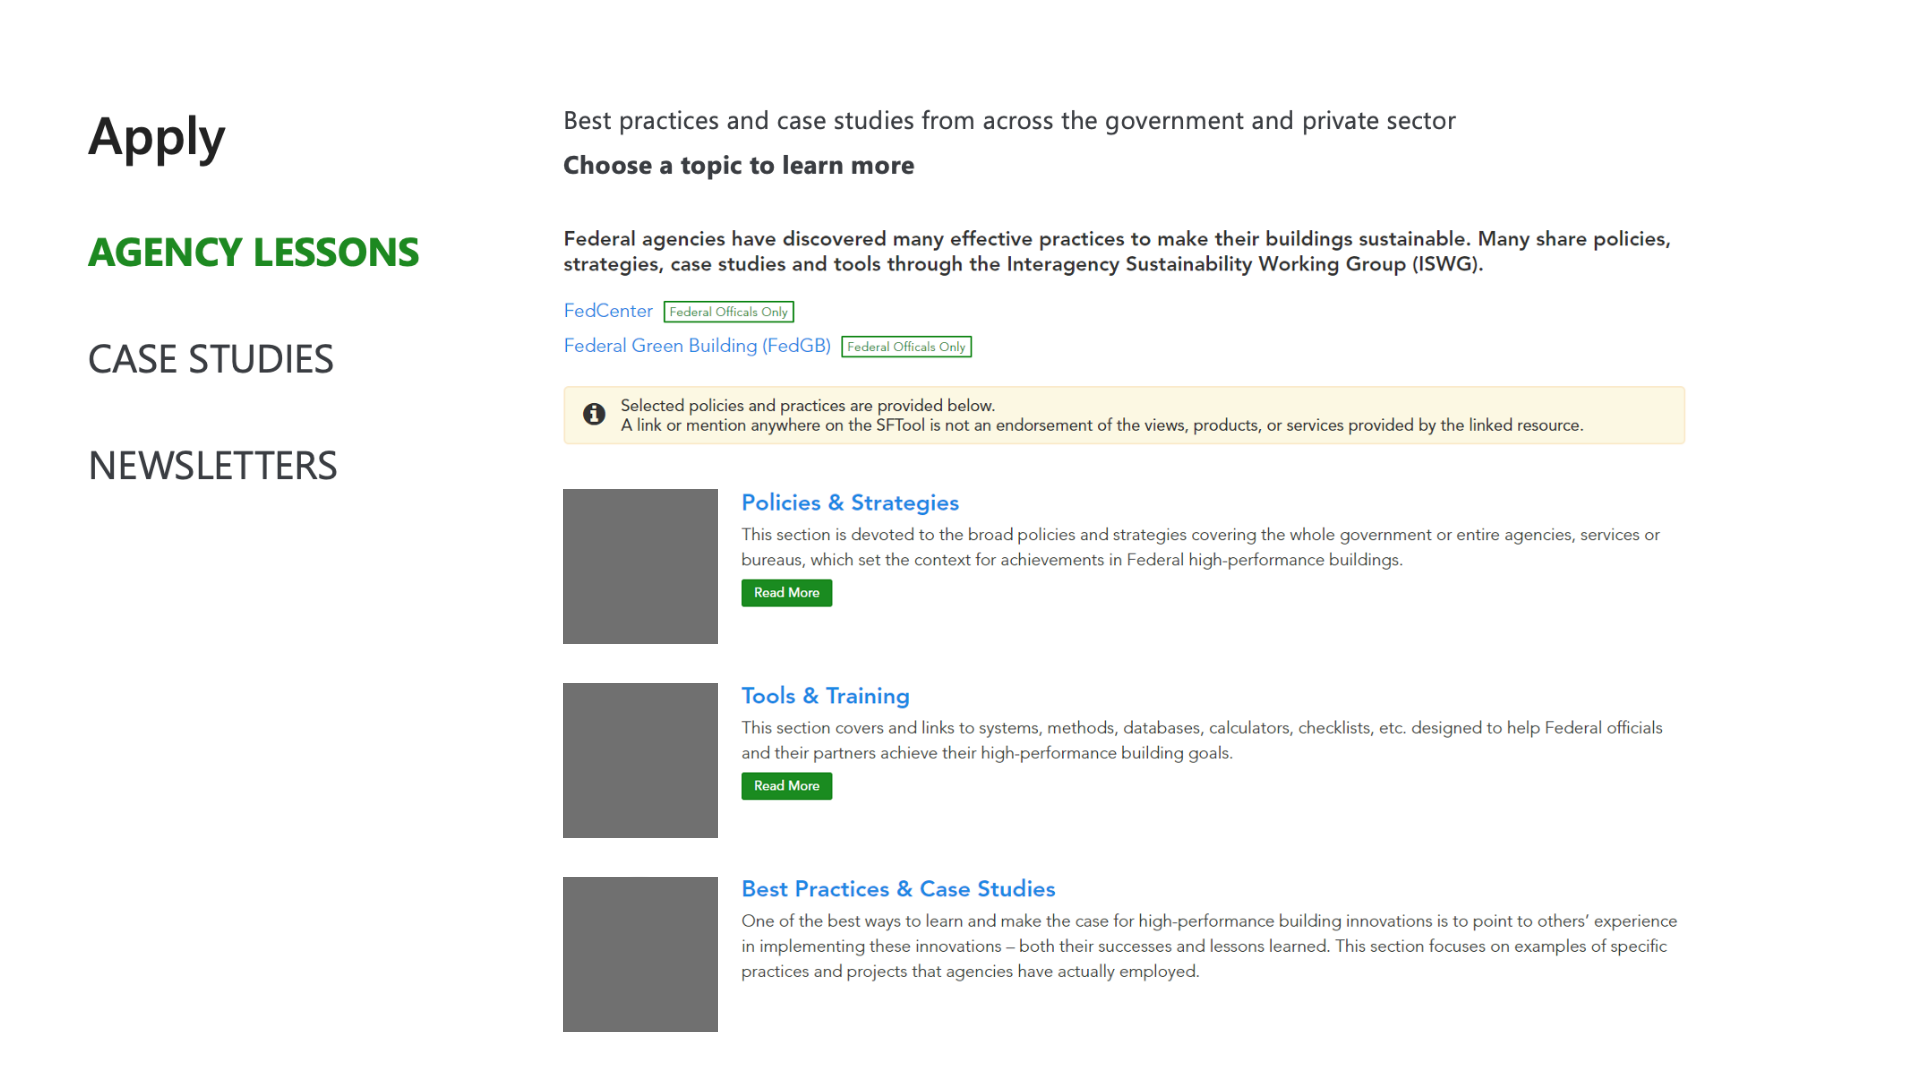 Apply
AGENCY LESSONS
CASE STUDIES
NEWSLETTERS
Best practices and case studies from across the government and private sector
Choose a topic to learn more
Federal agencies have discovered many effective practices to make their buildings sustainable. Many share policies,
strategies, case studies and tools through the Interagency Sustainability Working Group (ISWG).
FedCenter Federal Officals Only
Federal Green Building (FedGB) Federal Officals Only
Selected policies and practices are provided below.
A link or mention anywhere on the SFTool is not an endorsement of the views, products, or services provided by the linked resource.
Policies & Strategies
This section is devoted to the broad policies and strategies covering the whole government or entire agencies, services or
bureaus, which set the context for achievements in Federal high-performance buildings.
Read More
Tools & Training
This section covers and links to systems, methods, databases, calculators, checklists, etc. designed to help Federal officials
and their partners achieve their high-performance building goals.
Read More
Best Practices & Case Studies
One of the best ways to learn and make the case for high-performance building innovations is to point to others’ experience
in implementing these innovations – both their successes and lessons learned. This section focuses on examples of specific
practices and projects that agencies have actually employed.